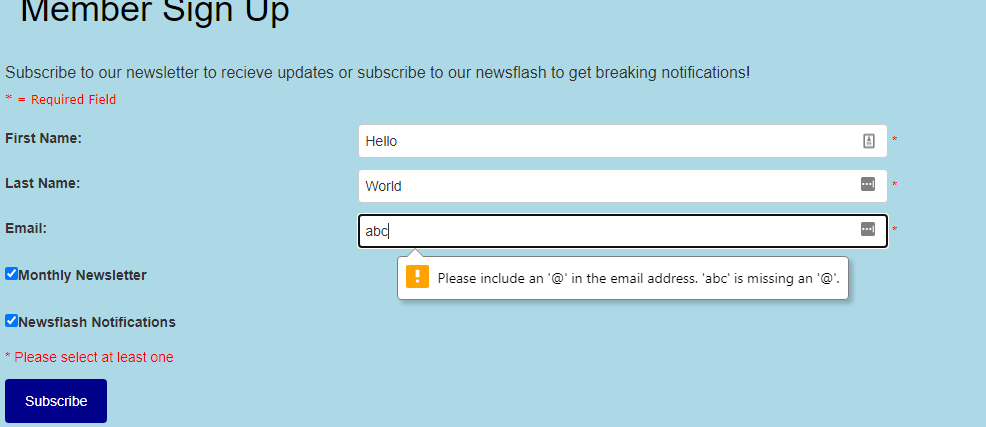 Member Sign Up
Subscribe to our newsletter to recieve updates or subscribe to our newsflash to get breaking notifications!
* = Required Field
First Name:
Hello
*
Last Name:
World
*
Email:
abc
*
Please include an '@' in the email address. 'abc' is missing an '@'.
Monthly Newsletter
Newsflash Notifications
* Please select at least one
Subscribe